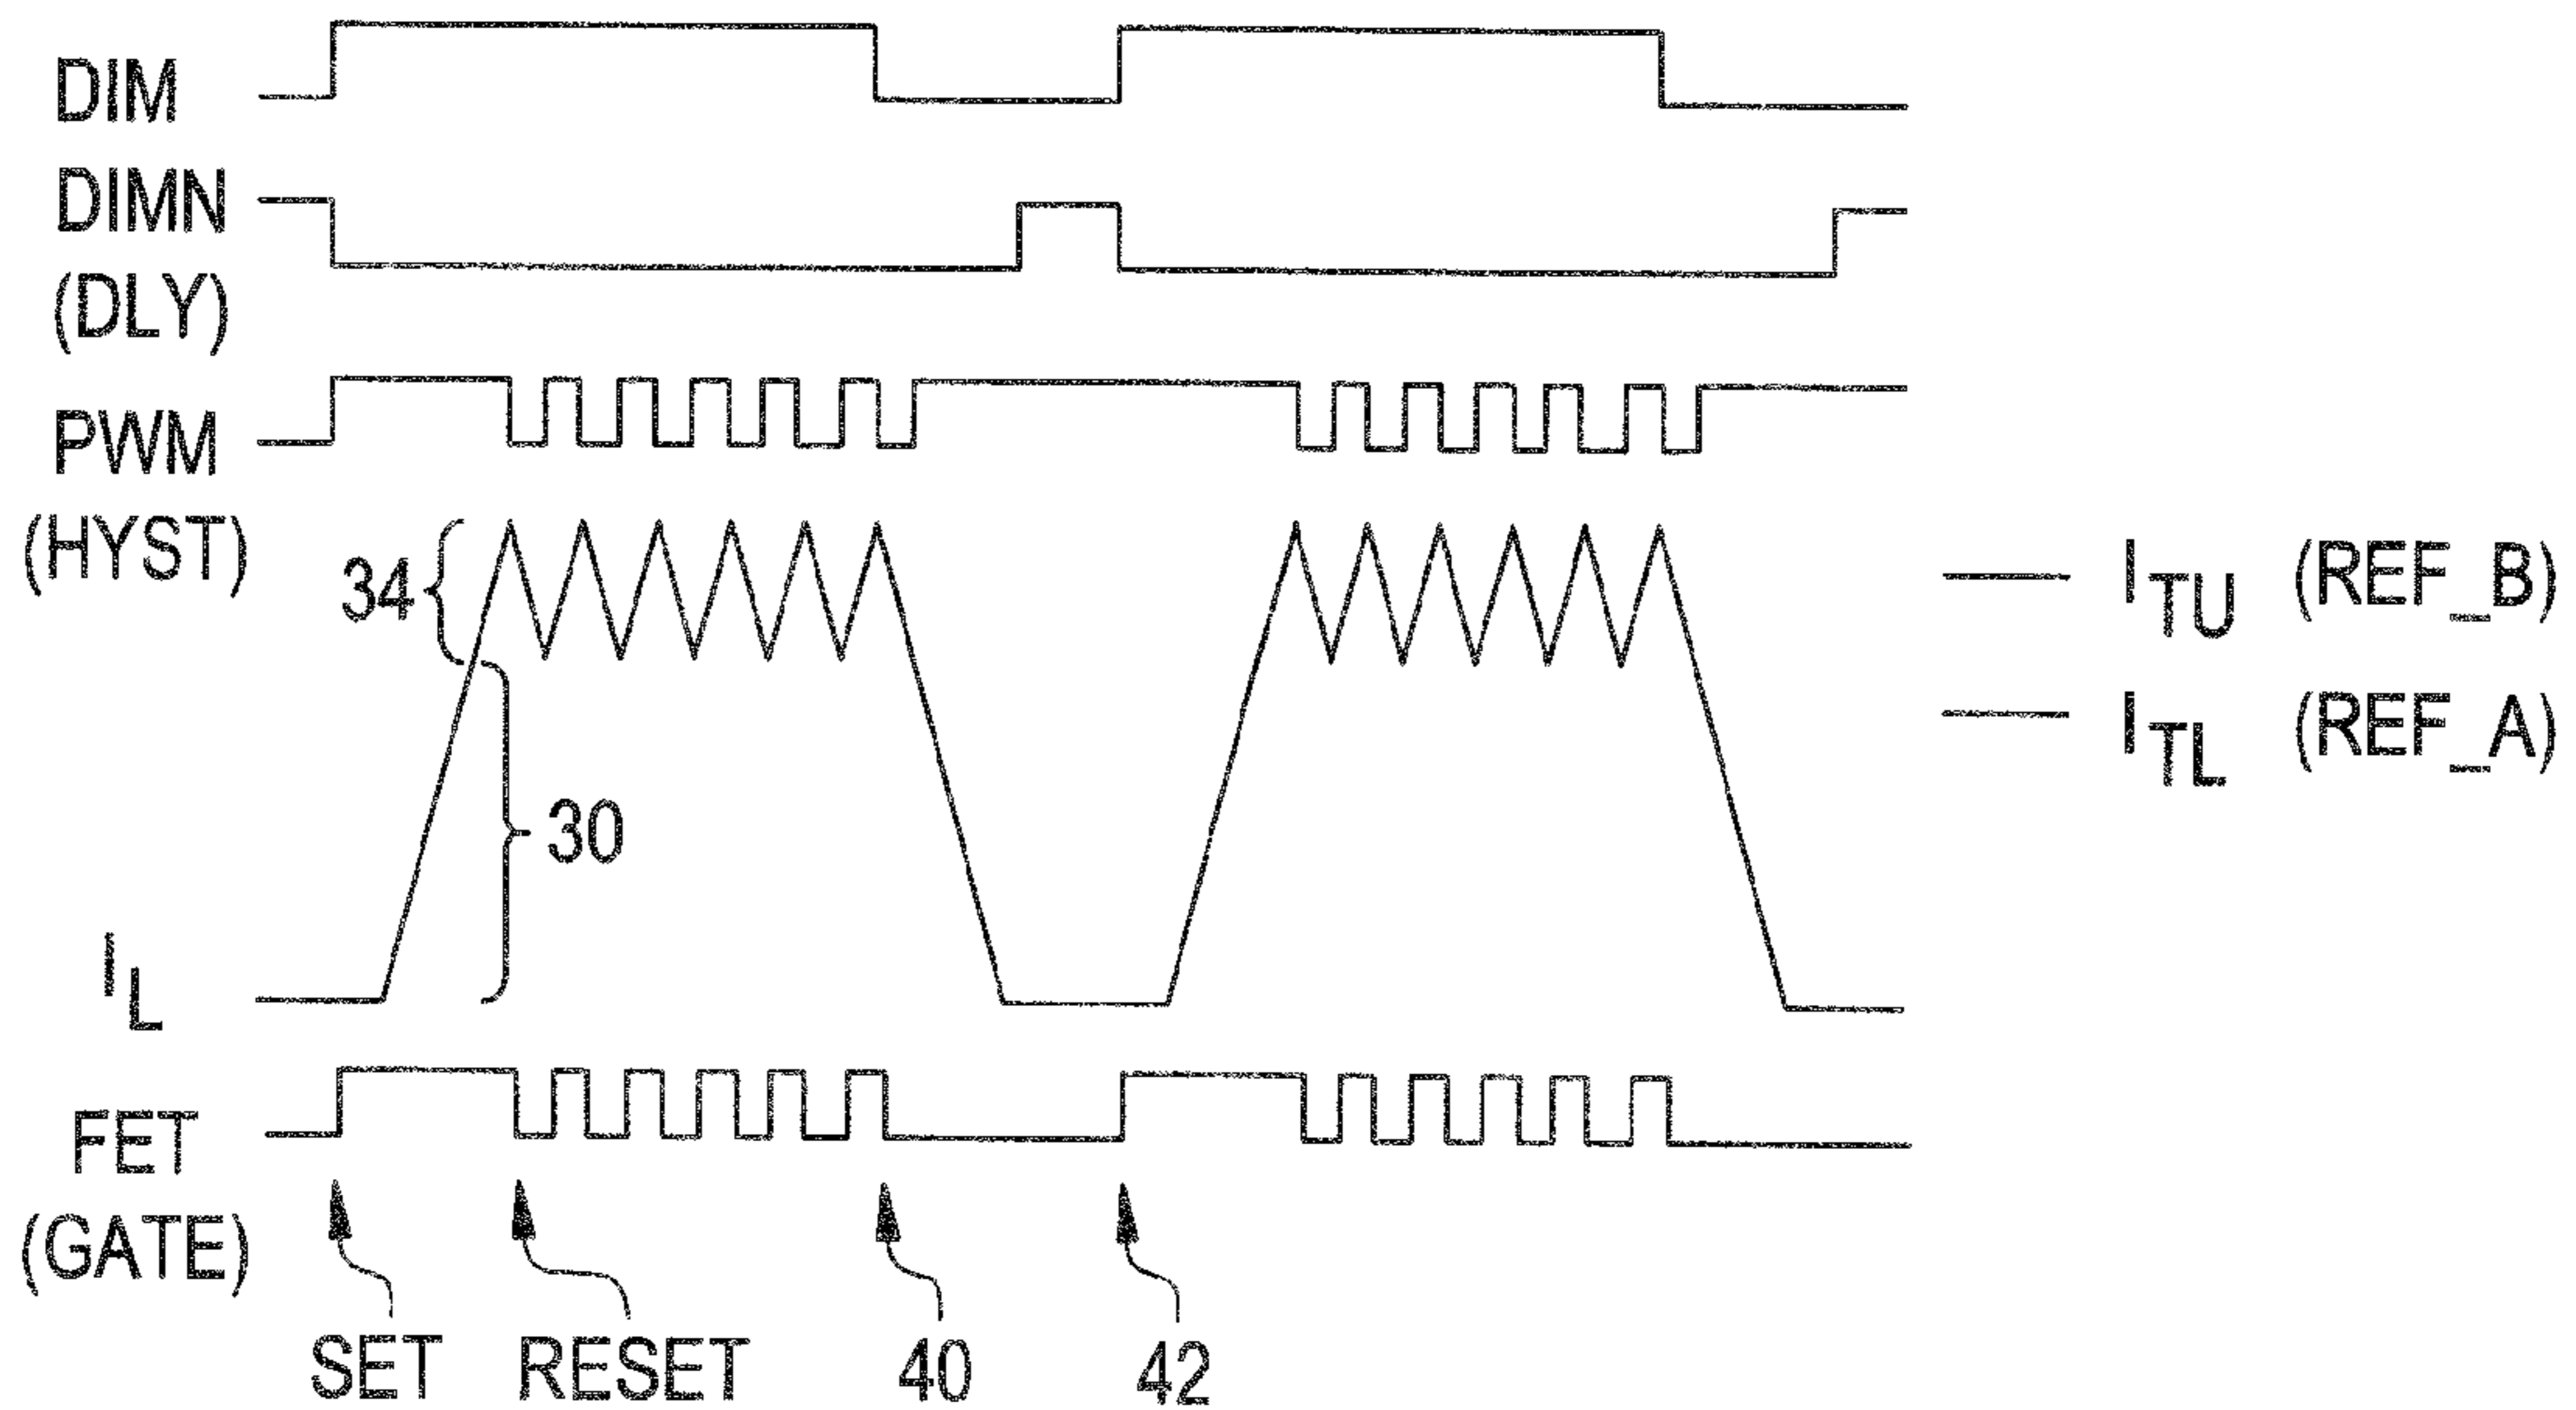 DIM
DIMN
(DLY)
PWM
(HYST)
34
30
I_TU (REF_B)
I_TL (REF_A)
I_L
FET
(GATE)
SET RESET 40 42